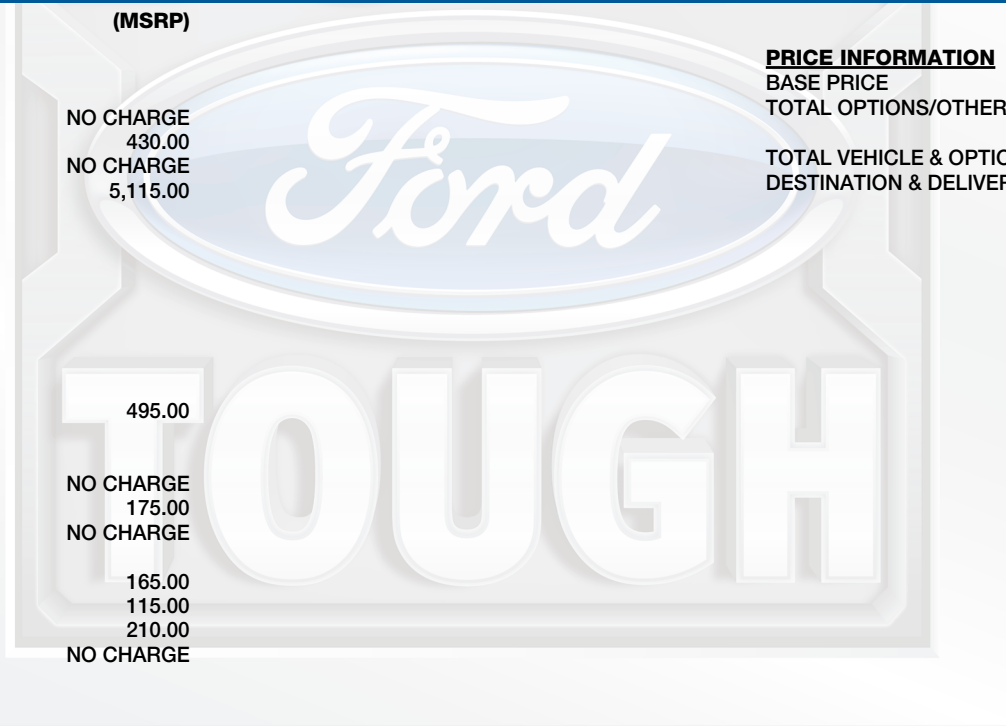 (MSRP)
NO CHARGE
430.00
NO CHARGE
5,115.00
495.00
NO CHARGE
175.00
NO CHARGE
165.00
115.00
210.00
NO CHARGE
PRICE INFORMATION
BASE PRICE
TOTAL OPTIONS/OTHER
TOTAL VEHICLE &
DESTINATION &
Ford
TOUGH